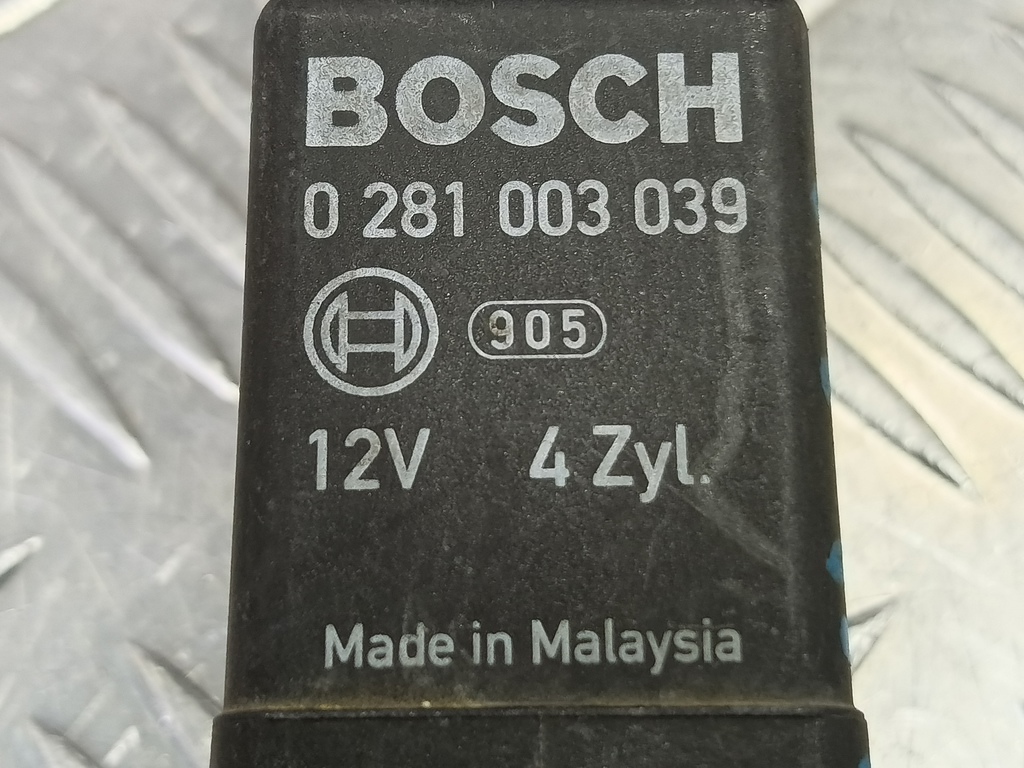 BOSCH
0 281 003 039
905
12V 4 Zyl.
Made in Malaysia